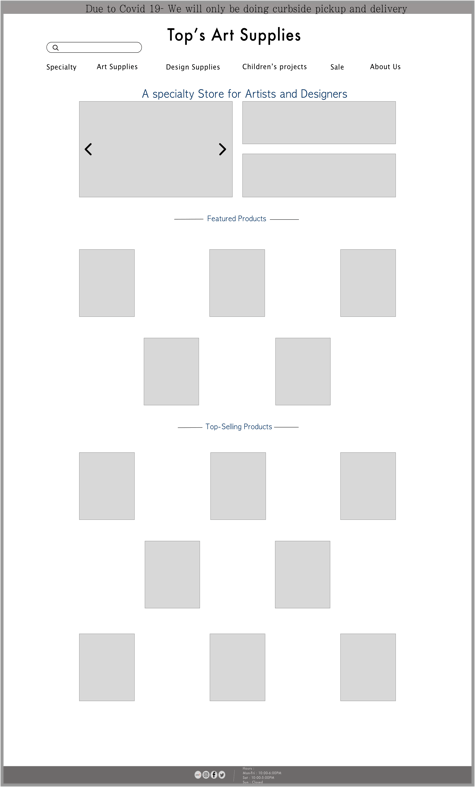 Due to Covid 19- We will only be doing curbside pickup and delivery
Top's Art Supplies
Specialty Art Supplies Design Supplies Children's projects Sale About Us
A specialty Store for Artists and Designers
Featured Products
Top-Selling Products